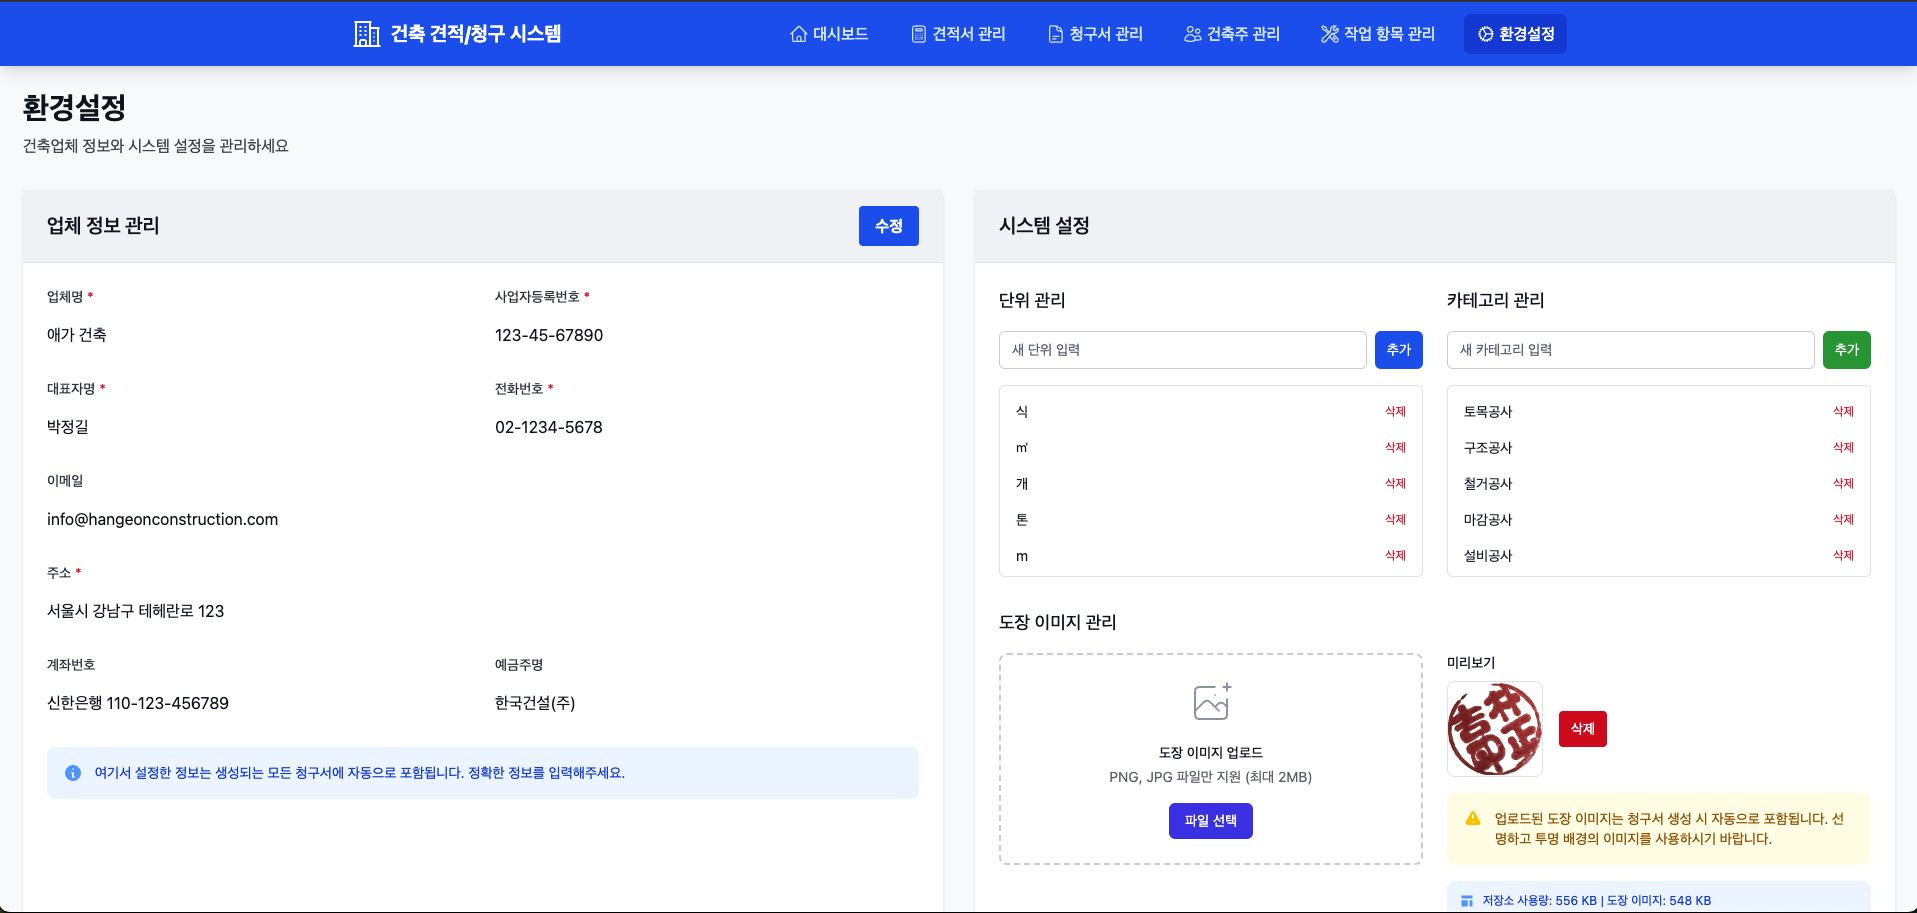 건축 견적/청구 시스템
대시보드
견적서 관리
청구서 관리
건축주 관리
작업 항목 관리
환경설정
환경설정
건축업체 정보와 시스템 설정을 관리하세요
업체 정보 관리
수정
업체명 *
사업자등록번호 *
애가 건축
123-45-67890
대표자명 *
전화번호 *
박정길
02-1234-5678
이메일
info@hangeonconstruction.com
주소 *
서울시 강남구 테헤란로 123
계좌번호
예금주명
신한은행 110-123-456789
한국건설(주)
여기서 설정한 정보는 생성되는 모든 청구서에 자동으로 포함됩니다. 정확한 정보를 입력해주세요.
시스템 설정
단위 관리
새 단위 입력
추가
식 삭제
㎡ 삭제
개 삭제
톤 삭제
m 삭제
카테고리 관리
새 카테고리 입력
추가
토목공사 삭제
구조공사 삭제
철거공사 삭제
마감공사 삭제
설비공사 삭제
도장 이미지 관리
도장 이미지 업로드
PNG, JPG 파일만 지원 (최대 2MB)
파일 선택
미리보기
삭제
업로드된 도장 이미지는 청구서 생성 시 자동으로 포함됩니다. 선
명하고 투명 배경의 이미지를 사용하시기 바랍니다.
저장소 사용량: 556 KB | 도장 이미지: 548 KB